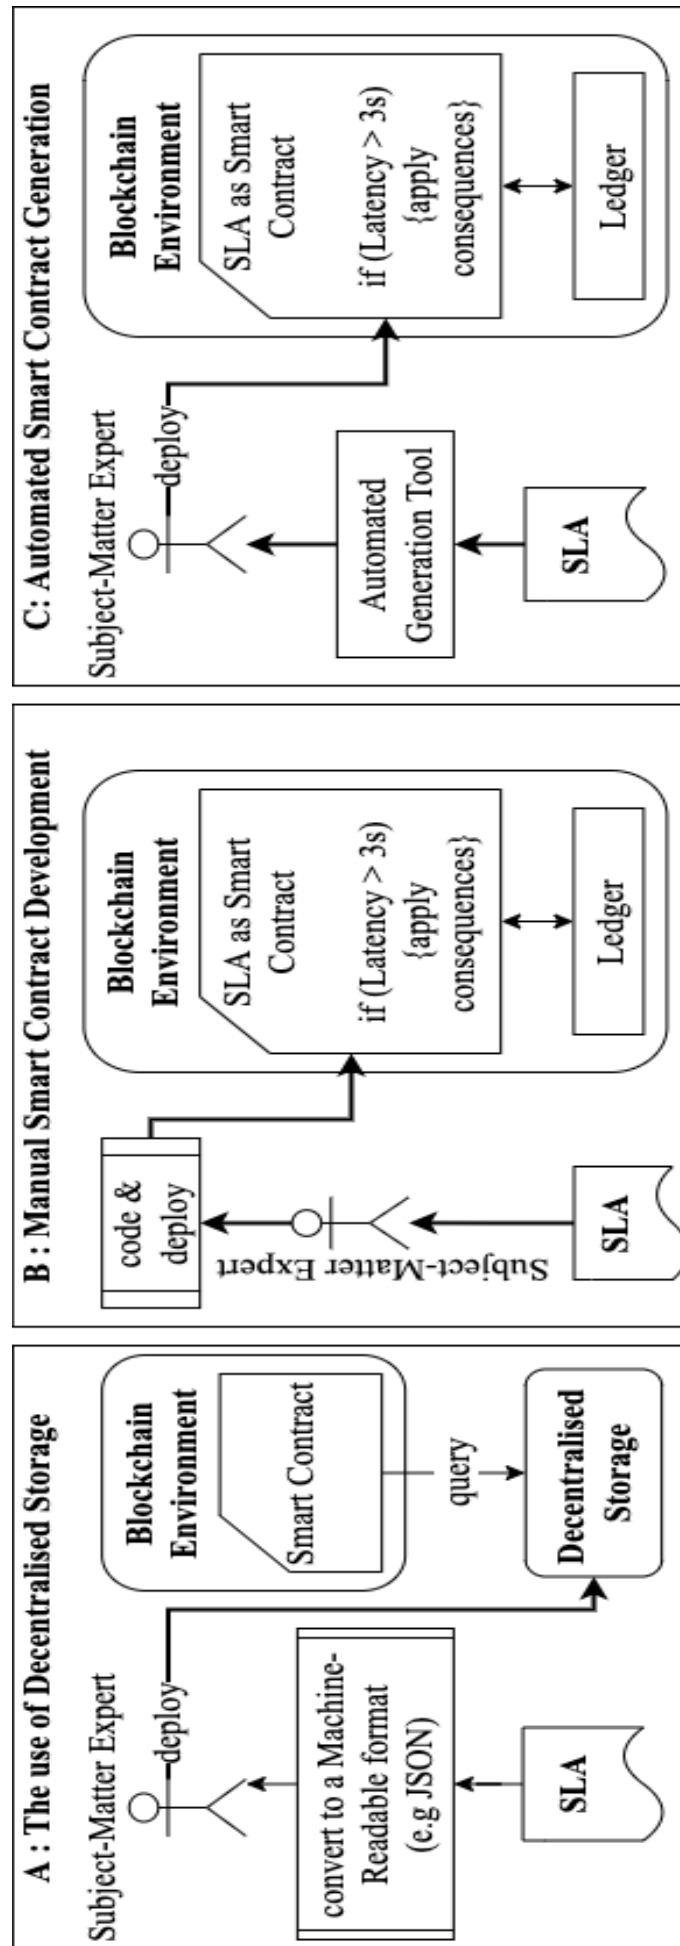 A : The use of Decentralised Storage
Subject-Matter Expert
deploy
convert to a Machine-
Readable format
(e.g JSON)
SLA
Blockchain
Environment
Smart Contract
query
Decentralised
Storage
B : Manual Smart Contract Development
code &
deploy
Subject-Matter Expert
SLA
Blockchain
Environment
SLA as Smart
Contract
if (Latency > 3s)
{apply
consequences}
Ledger
C: Automated Smart Contract Generation
Subject-Matter Expert
deploy
Automated
Generation Tool
SLA
Blockchain
Environment
SLA as Smart
Contract
if (Latency > 3s)
{apply
consequences}
Ledger